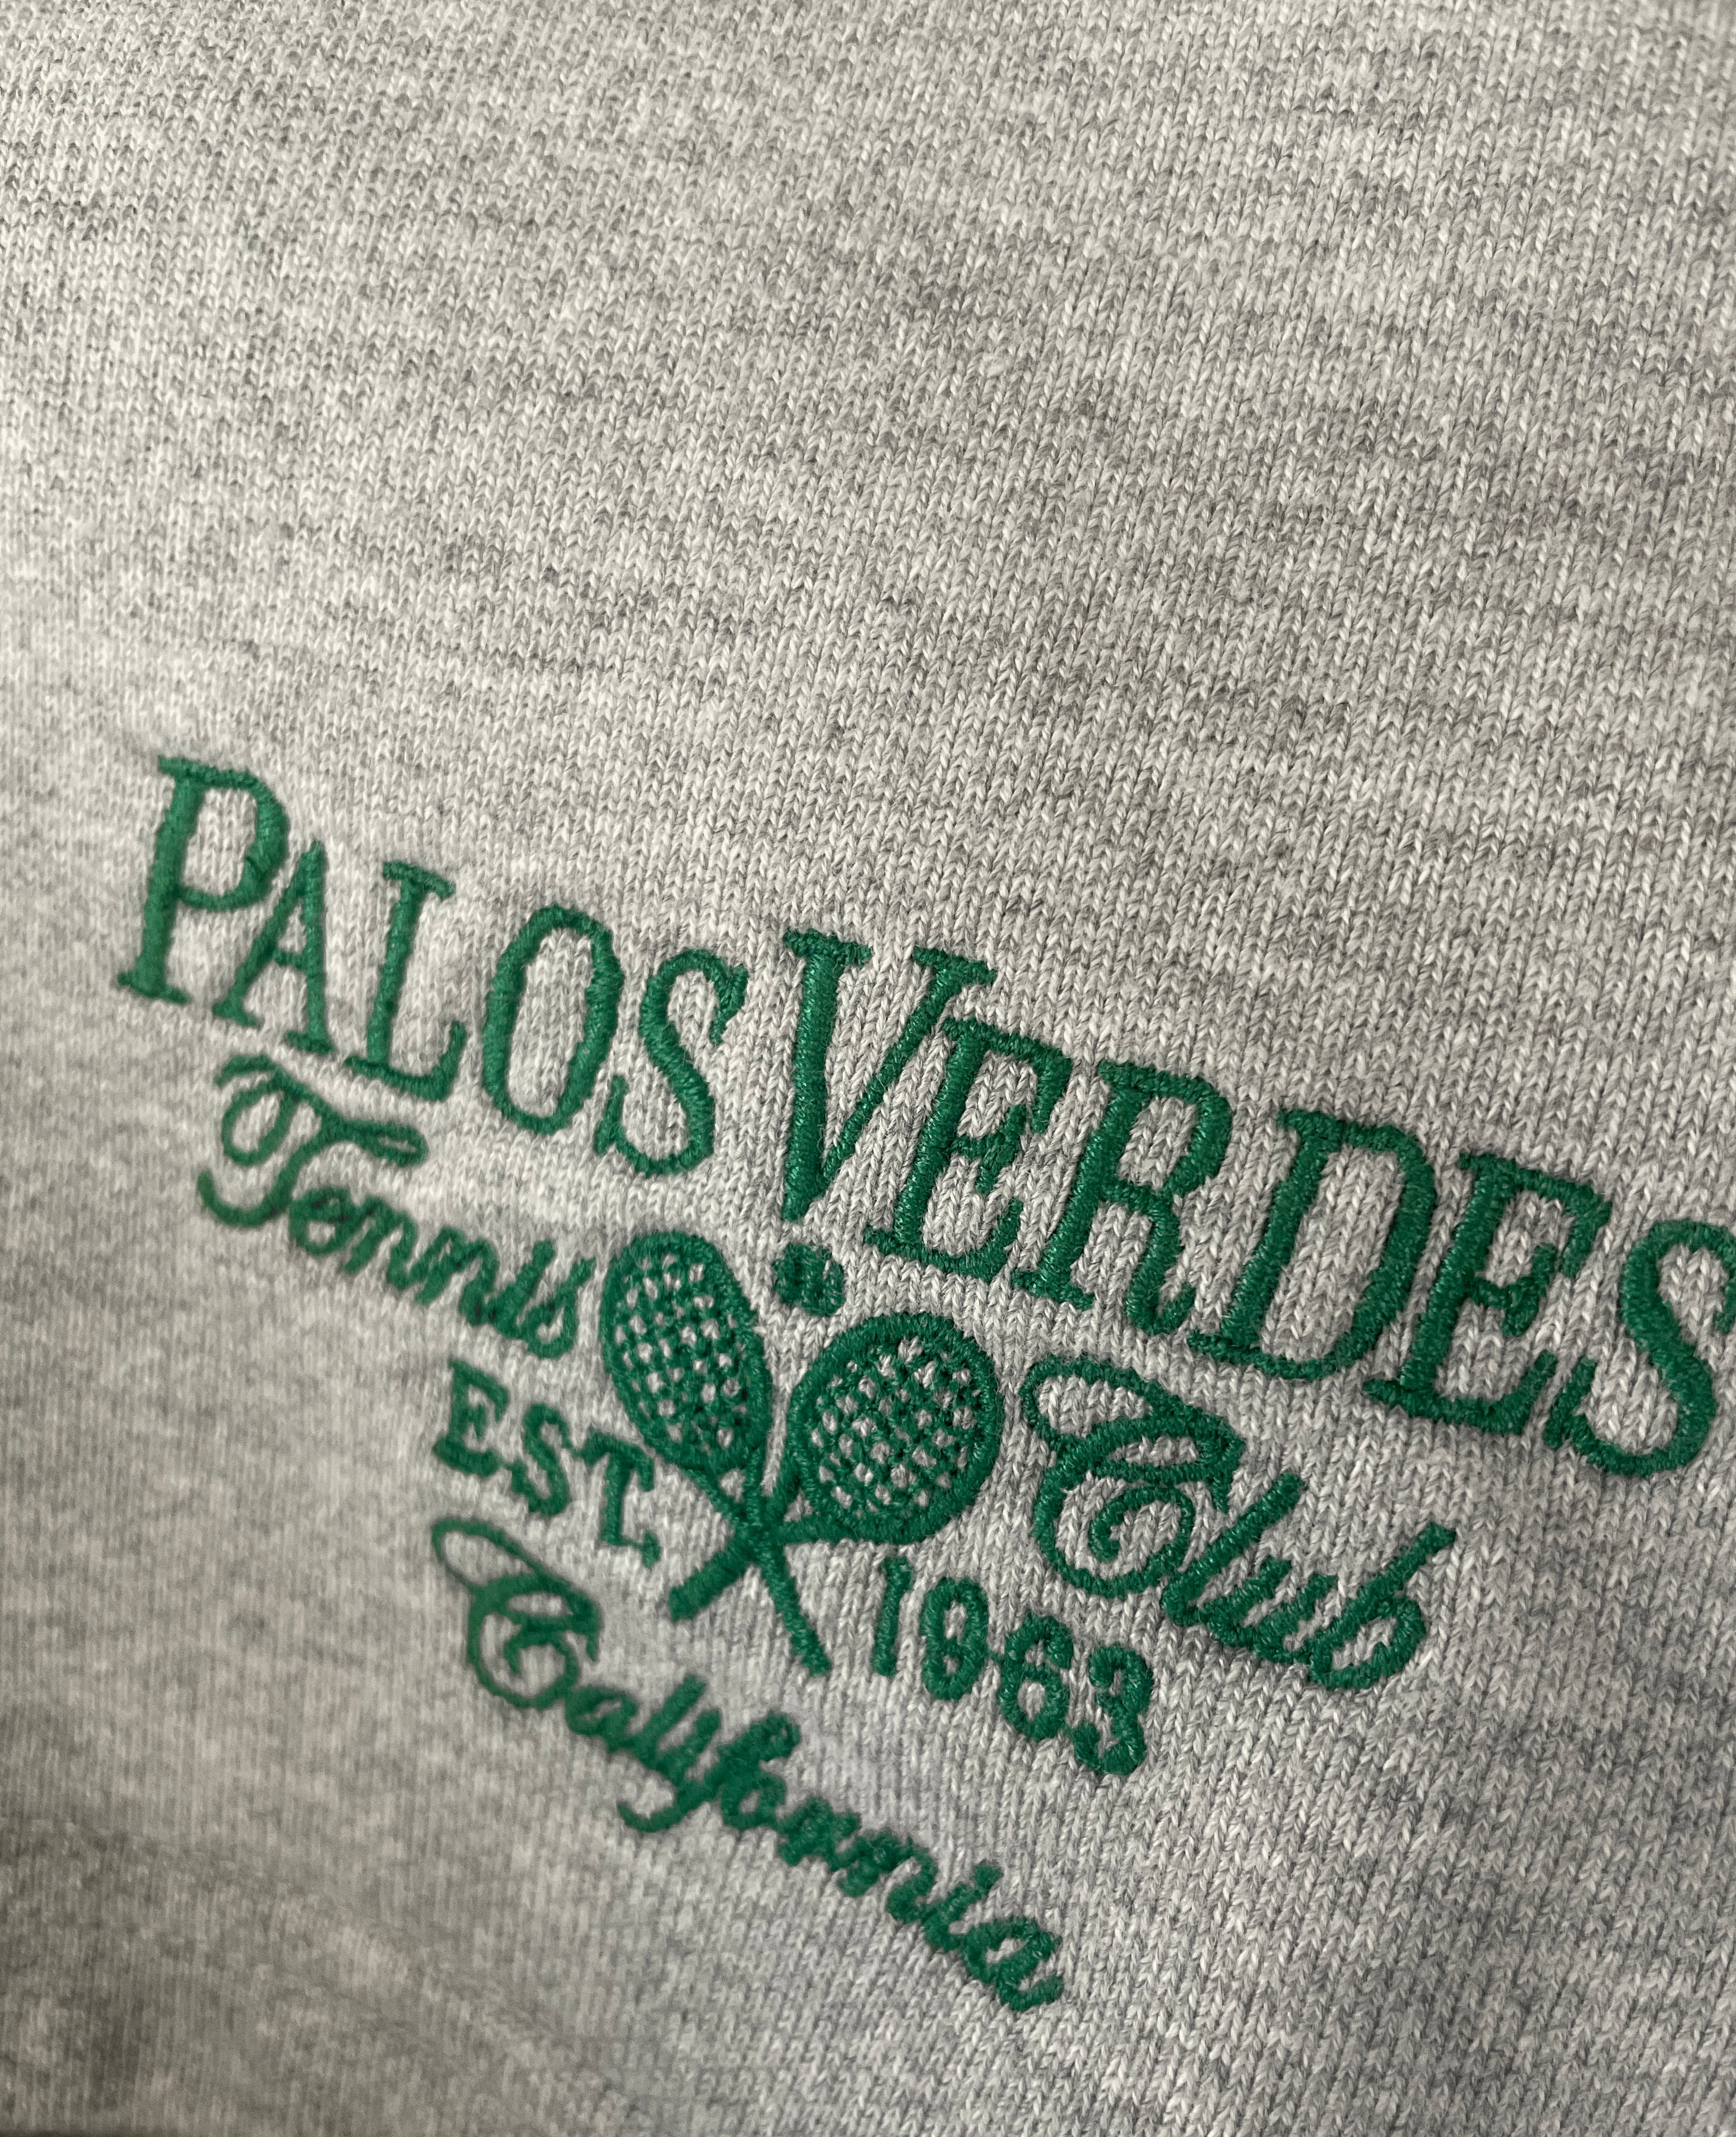 PALOS VERDES
Tennis Club
EST. 1963
California